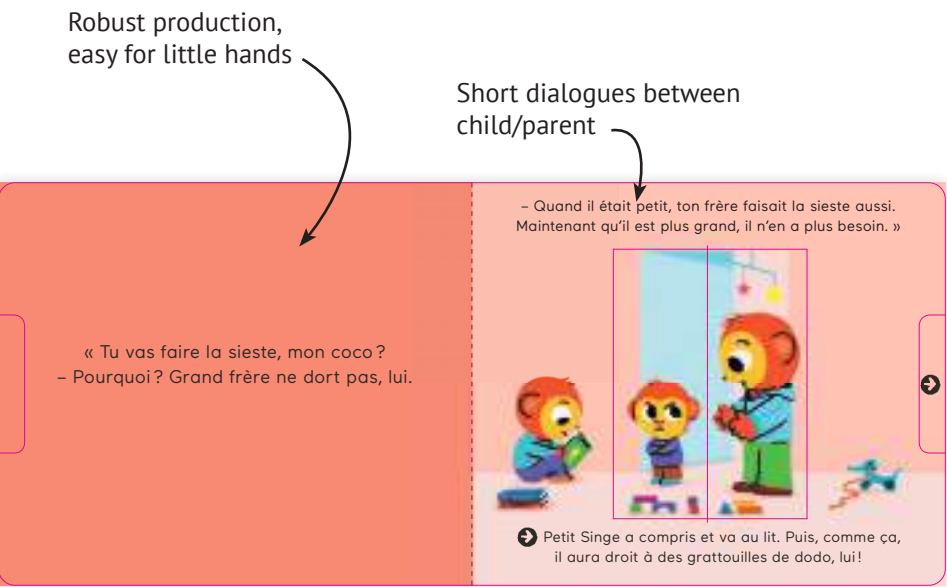 Robust production,
easy for little hands
Short dialogues between
child/parent
« Tu vas faire la sieste, mon coco ?
– Pourquoi ? Grand frère ne dort pas, lui.
– Quand il était petit, ton frère faisait la sieste aussi.
Maintenant qu’il est plus grand, il n’en a plus besoin. »
Petit Singe a compris et va au lit. Puis, comme ça,
il aura droit à des grattouilles de dodo, lui !